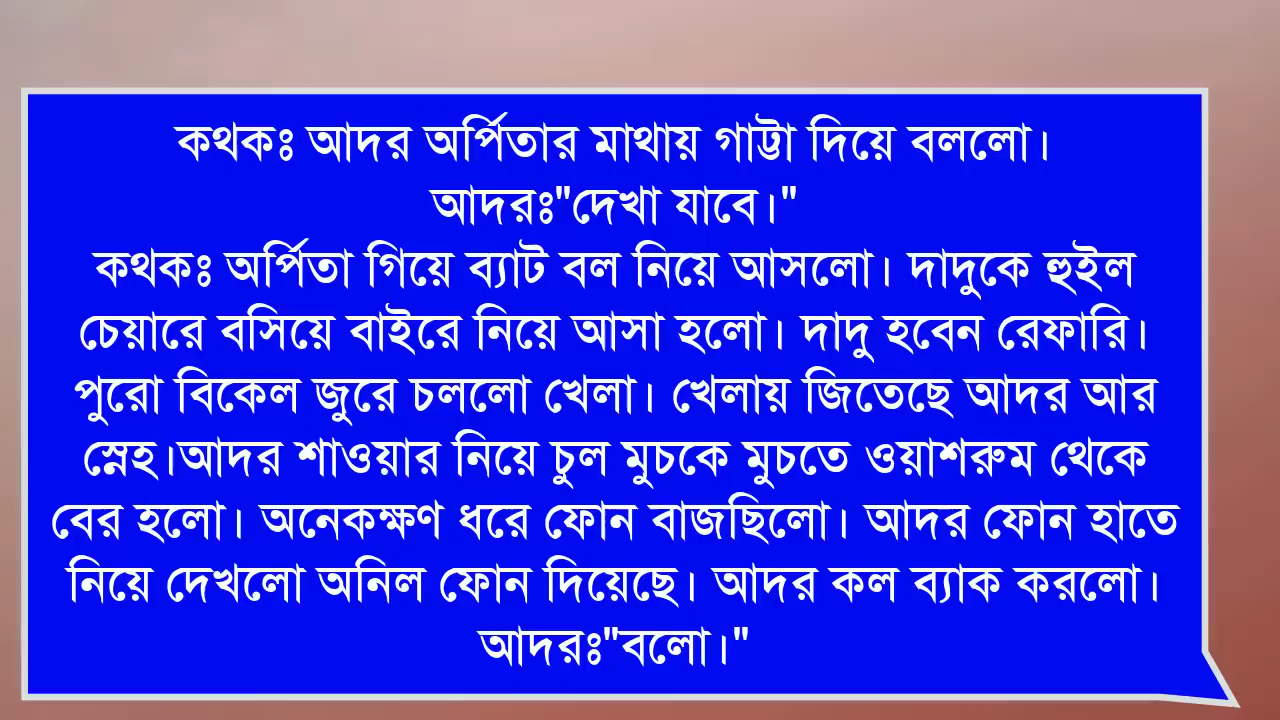 কথকঃ আদর অর্পিতার মাথায় গাট্টা দিয়ে বললো।
আদরঃ"দেখা যাবে।"
কথকঃ অর্পিতা গিয়ে ব্যাট বল নিয়ে আসলো। দাদুকে হুইল
চেয়ারে বসিয়ে বাইরে নিয়ে আসা হলো। দাদু হবেন রেফারি।
পুরো বিকেল জুরে চললো খেলা। খেলায় জিতেছে আদর আর
স্নেহ।আদর শাওয়ার নিয়ে চুল মুচকে মুচতে ওয়াশরুম থেকে
বের হলো। অনেকক্ষণ ধরে ফোন বাজছিলো। আদর ফোন হাতে
নিয়ে দেখলো অনিল ফোন দিয়েছে। আদর কল ব্যাক করলো।
আদরঃ"বলো।"